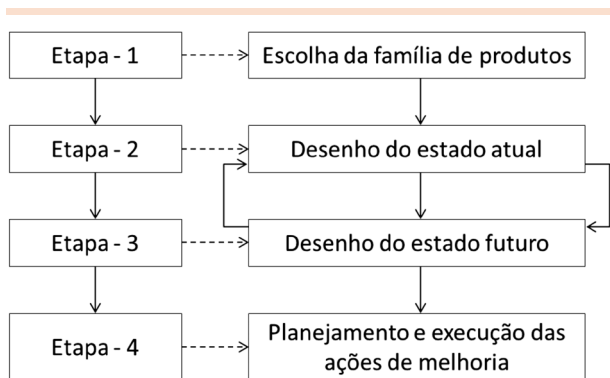 Etapa - 1
Escolha da família de produtos
Etapa - 2
Desenho do estado atual
Etapa - 3
Desenho do estado futuro
Etapa - 4
Planejamento e execução das
ações de melhoria